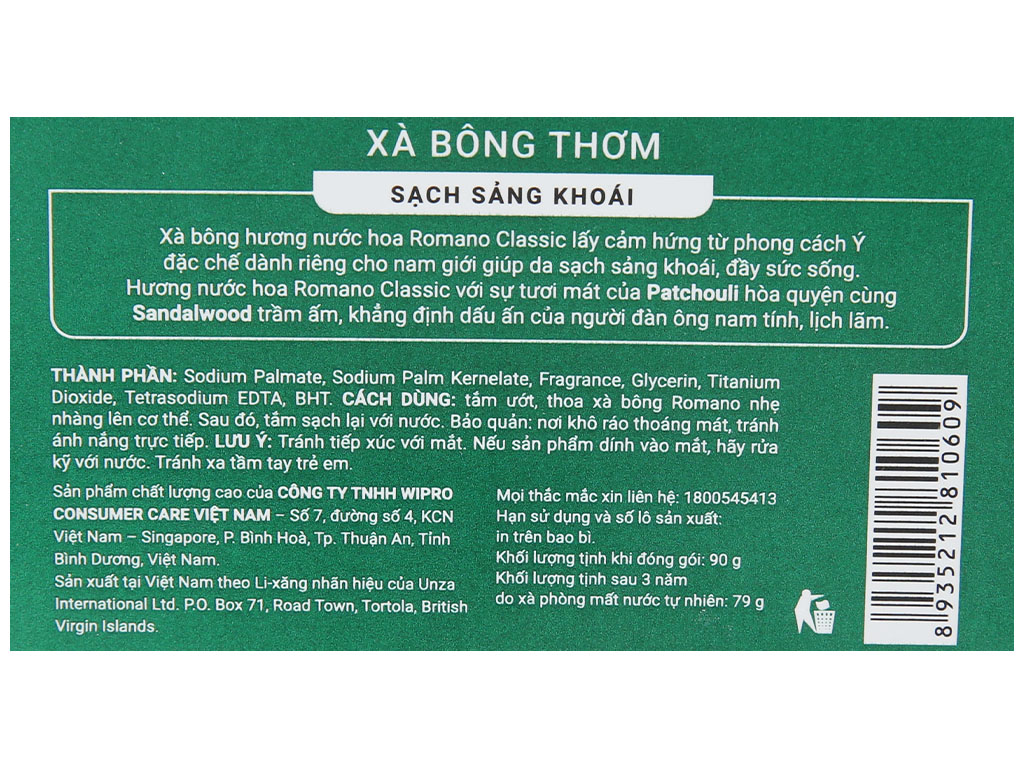 XÀ BÔNG THƠM
SẠCH SẢNG KHOÁI
Xà bông hương nước hoa Romano Classic lấy cảm hứng từ phong cách Ý
đặc chế dành riêng cho nam giới giúp da sạch sảng khoái, đầy sức sống.
Hương nước hoa Romano Classic với sự tươi mát của Patchouli hòa quyện cùng
Sandalwood trầm ấm, khẳng định dấu ấn của người đàn ông nam tính, lịch lãm.
THÀNH PHẦN: Sodium Palmate, Sodium Palm Kernelate, Fragrance, Glycerin, Titanium
Dioxide, Tetrasodium EDTA, BHT. CÁCH DÙNG: tắm ướt, thoa xà bông Romano nhẹ
nhàng lên cơ thể. Sau đó, tắm sạch lại với nước. Bảo quản: nơi khô ráo thoáng mát, tránh
ánh nắng trực tiếp. LƯU Ý: Tránh tiếp xúc với mắt. Nếu sản phẩm dính vào mắt, hãy rửa
kỹ với nước. Tránh xa tầm tay trẻ em.
Sản phẩm chất lượng cao của CÔNG TY TNHH WIPRO
CONSUMER CARE VIỆT NAM – Số 7, đường số 4, KCN
Việt Nam – Singapore, P. Bình Hoà, Tp. Thuận An, Tỉnh
Bình Dương, Việt Nam.
Sản xuất tại Việt Nam theo Li-xăng nhãn hiệu của Unza
International Ltd. P.O. Box 71, Road Town, Tortola, British
Virgin Islands.
Mọi thắc mắc xin liên hệ: 1800545413
Hạn sử dụng và số lô sản xuất:
in trên bao bì.
Khối lượng tịnh khi đóng gói: 90 g
Khối lượng tịnh sau 3 năm
do xà phòng mất nước tự nhiên: 79 g
8 935212 810609